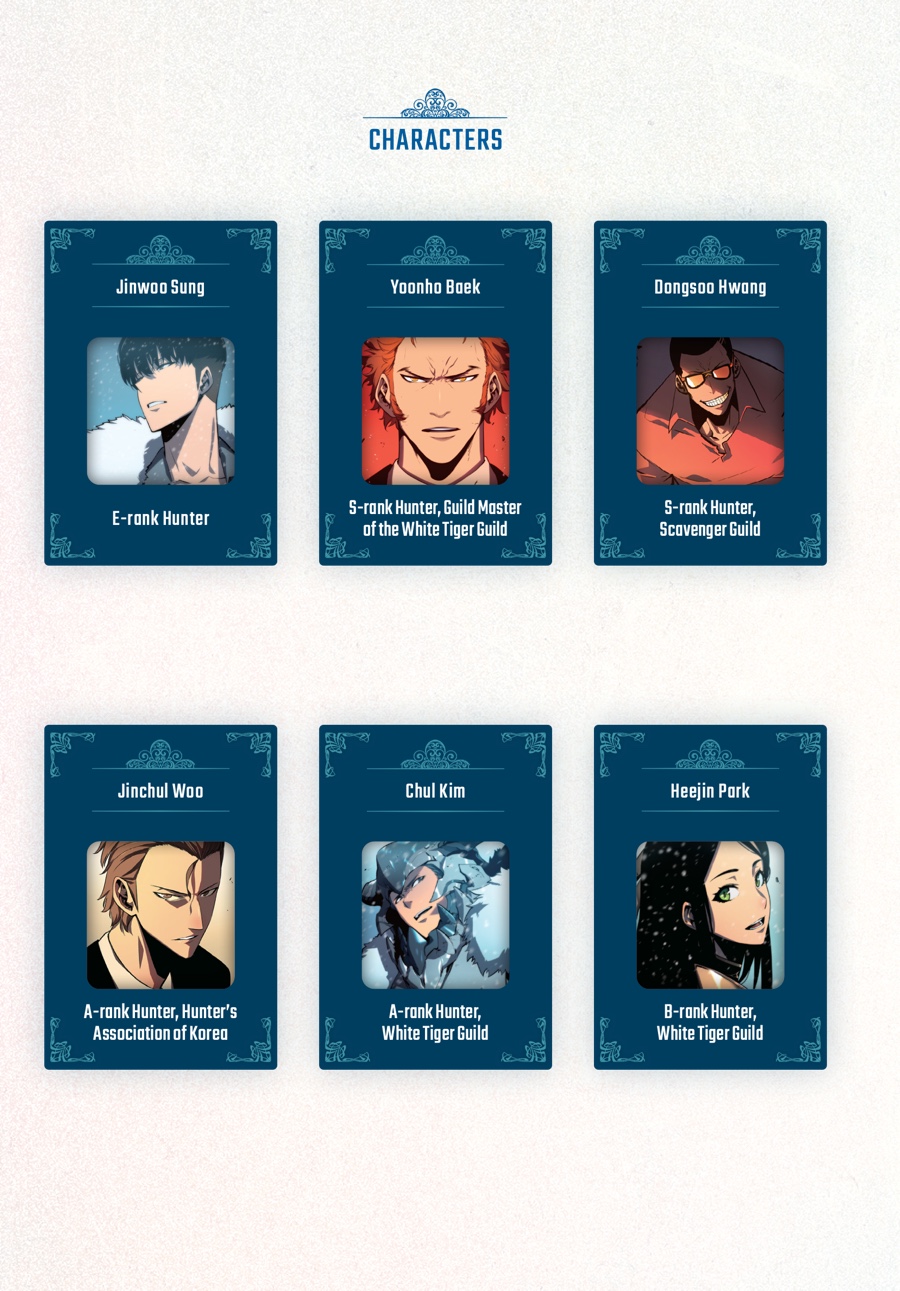 CHARACTERS
Jinwoo Sung
E-rank Hunter
Yoonho Baek
S-rank Hunter, Guild Master
of the White Tiger Guild
Dongsoo Hwang
S-rank Hunter,
Scavenger Guild
Jinchul Woo
A-rank Hunter, Hunter's
Association of Korea
Chul Kim
A-rank Hunter,
White Tiger Guild
Heejin Park
B-rank Hunter,
White Tiger Guild